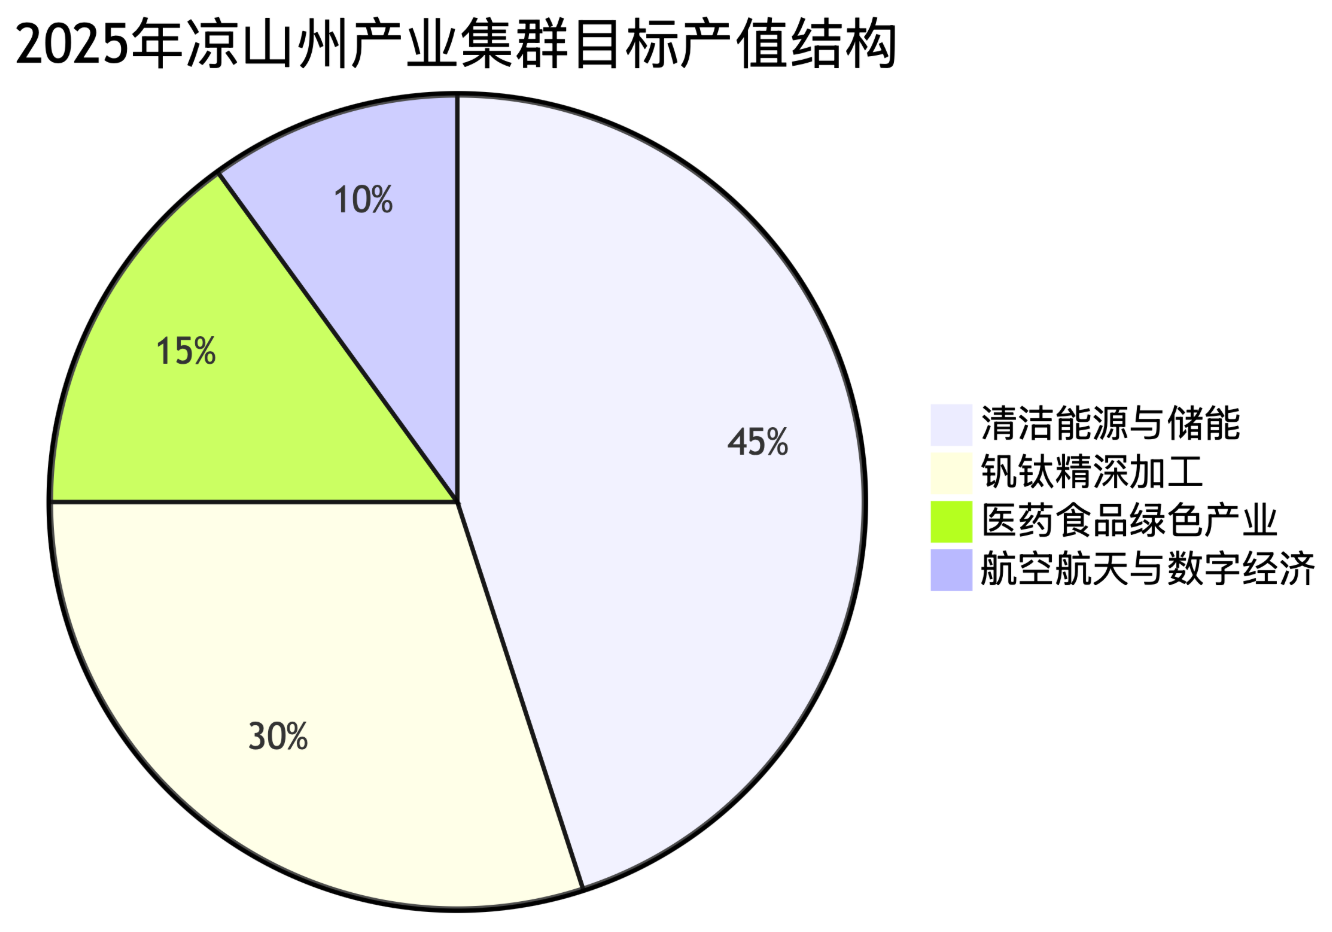 2025年凉山州产业集群目标产值结构
10%
15%
45%
30%
清洁能源与储能
钒钛精深加工
医药食品绿色产业
航空航天与数字经济